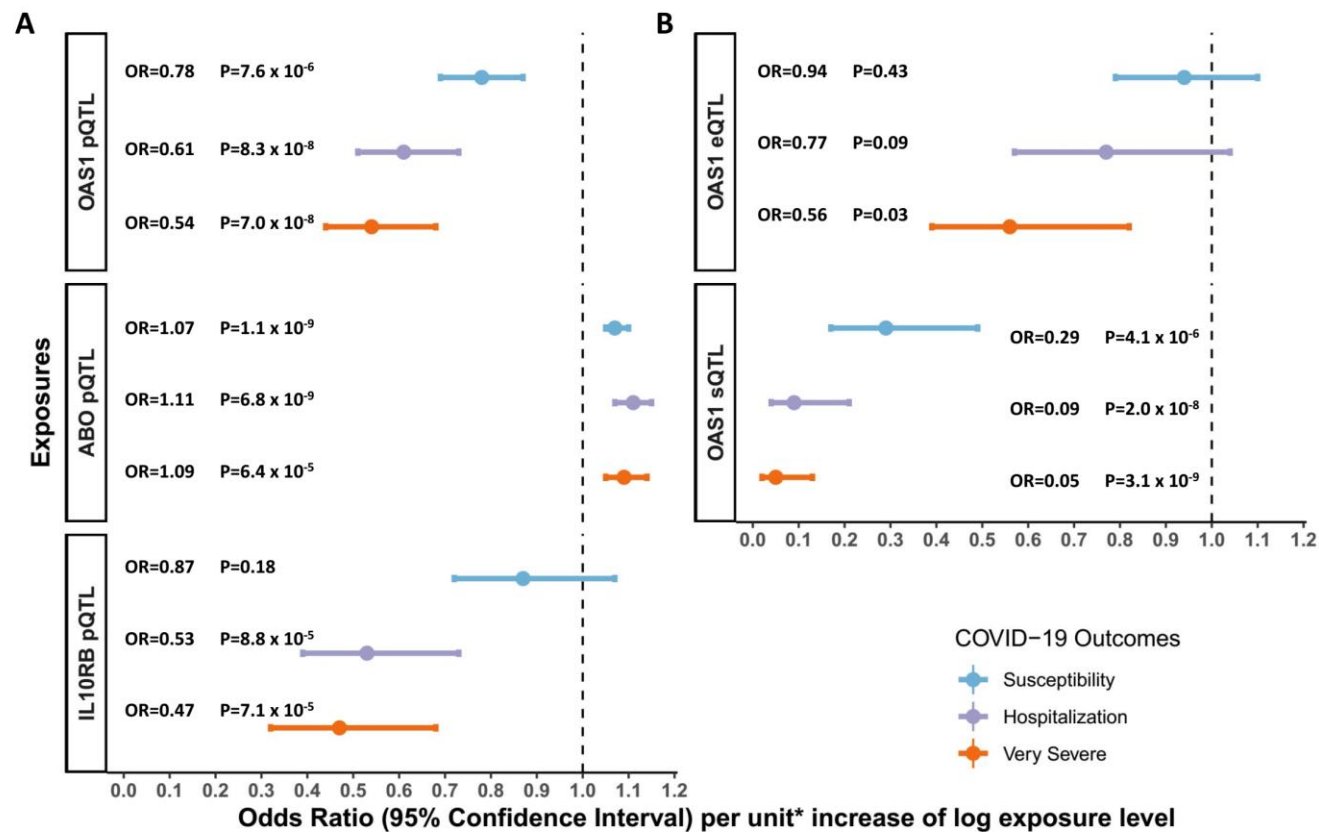 A
B
Exposures
OAS1 pQTL
OR=0.78 P=7.6 x 10⁻⁶
OR=0.61 P=8.3 x 10⁻⁸
OR=0.54 P=7.0 x 10⁻⁸
ABO pQTL
OR=1.07 P=1.1 x 10⁻⁹
OR=1.11 P=6.8 x 10⁻⁹
OR=1.09 P=6.4 x 10⁻⁵
IL10RB pQTL
OR=0.87 P=0.18
OR=0.53 P=8.8 x 10⁻⁵
OR=0.47 P=7.1 x 10⁻⁵
0.0 0.1 0.2 0.3 0.4 0.5 0.6 0.7 0.8 0.9 1.0 1.1 1.2
OAS1 eQTL
OR=0.94 P=0.43
OR=0.77 P=0.09
OR=0.56 P=0.03
OAS1 sQTL
OR=0.29 P=4.1 x 10⁻⁶
OR=0.09 P=2.0 x 10⁻⁸
OR=0.05 P=3.1 x 10⁻⁹
0.0 0.1 0.2 0.3 0.4 0.5 0.6 0.7 0.8 0.9 1.0 1.1 1.2
COVID−19 Outcomes
Susceptibility
Hospitalization
Very Severe
Odds Ratio (95% Confidence Interval) per unit* increase of log exposure level